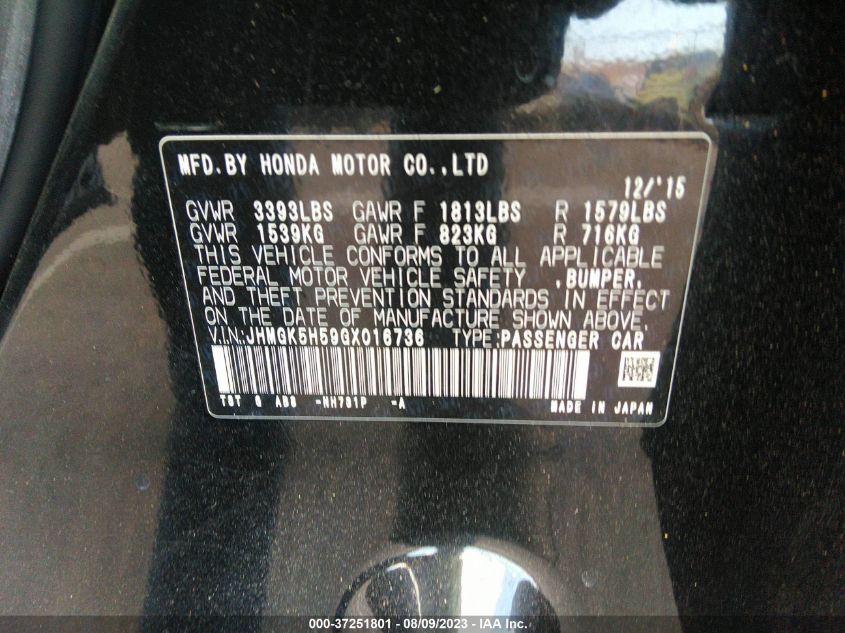 MFD.BY HONDA MOTOR CO.,LTD
12/'15
GVWR 3393LBS GAWR F 1813LBS R 1579LBS
GVWR 1539KG GAWR F 823KG R 716KG
THIS VEHICLE CONFORMS TO ALL APPLICABLE
FEDERAL MOTOR VEHICLE SAFETY ,BUMPER,
AND THEFT PREVENTION STANDARDS IN EFFECT
ON THE DATE OF MANUFACTURE SHOWN ABOVE.
V.I.N:JHMGK5H59GX016736 TYPE:PASSENGER CAR
TST G ABS -NH731P -A MADE IN JAPAN
000-37251801 - 08/09/2023 - IAA Inc.